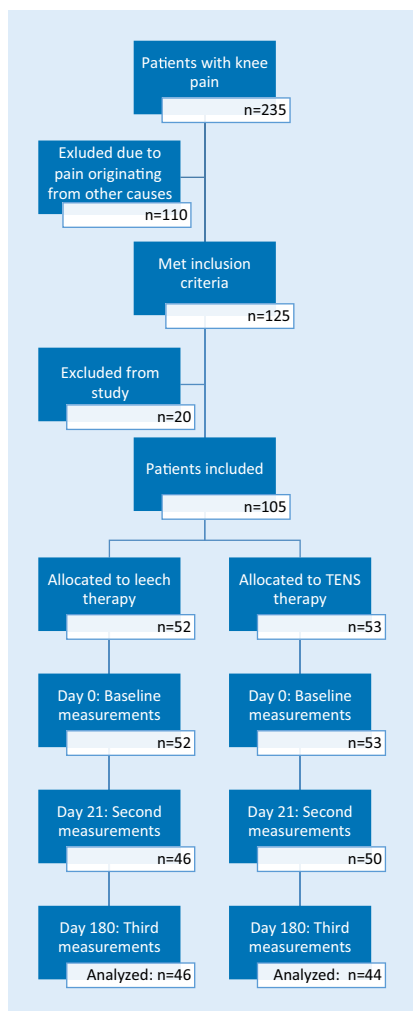 Patients with knee
pain
n=235
Exluded due to
pain originating
from other causes
n=110
Met inclusion
criteria
n=125
Excluded from
study
n=20
Patients included
n=105
Allocated to leech
therapy
n=52
Allocated to TENS
therapy
n=53
Day 0: Baseline
measurements
n=52
Day 0: Baseline
measurements
n=53
Day 21: Second
measurements
n=46
Day 21: Second
measurements
n=50
Day 180: Third
measurements
Analyzed: n=46
Day 180: Third
measurements
Analyzed: n=44